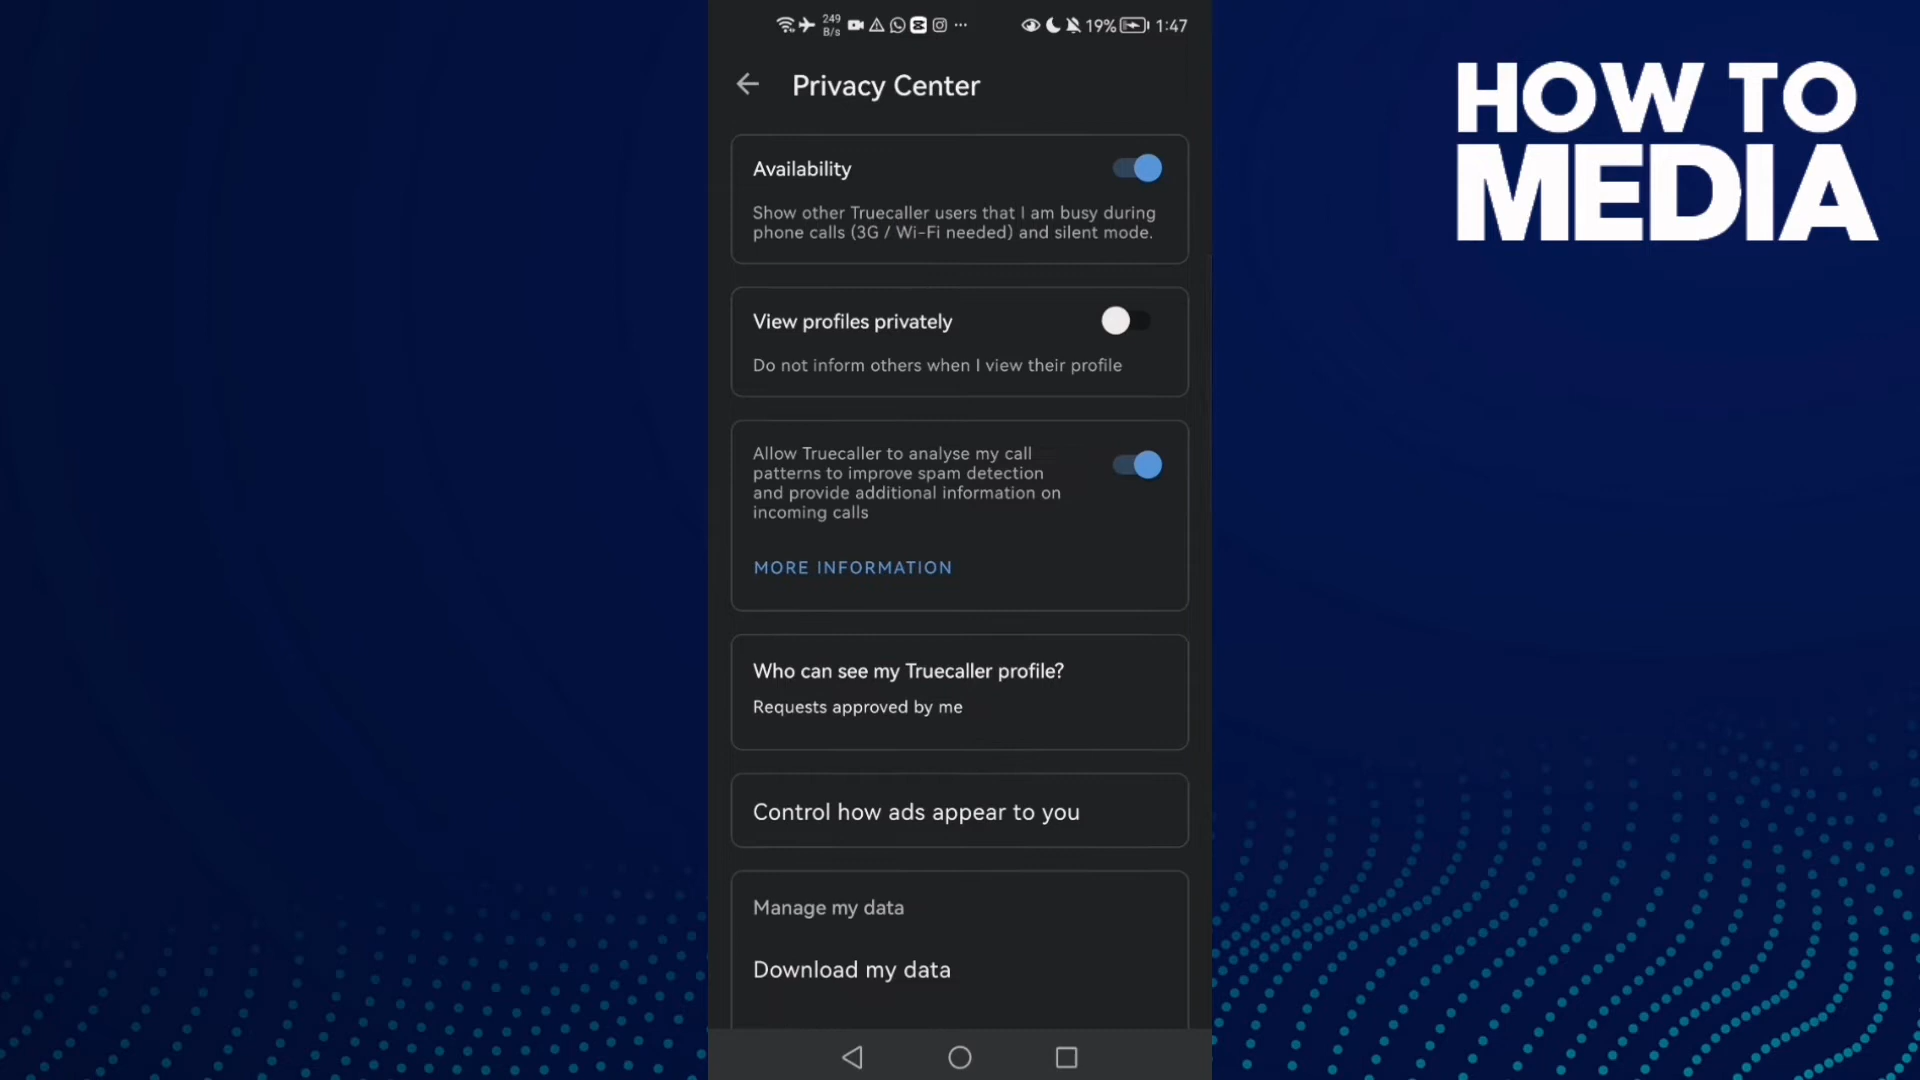 249
B/s
19%
1:47
Privacy Center
HOW TO
MEDIA
Availability
Show other Truecaller users that I am busy during
phone calls (3G / Wi-Fi needed) and silent mode.
View profiles privately
Do not inform others when I view their profile
Allow Truecaller to analyse my call
patterns to improve spam detection
and provide additional information on
incoming calls
MORE INFORMATION
Who can see my Truecaller profile?
Requests approved by me
Control how ads appear to you
Manage my data
Download my data